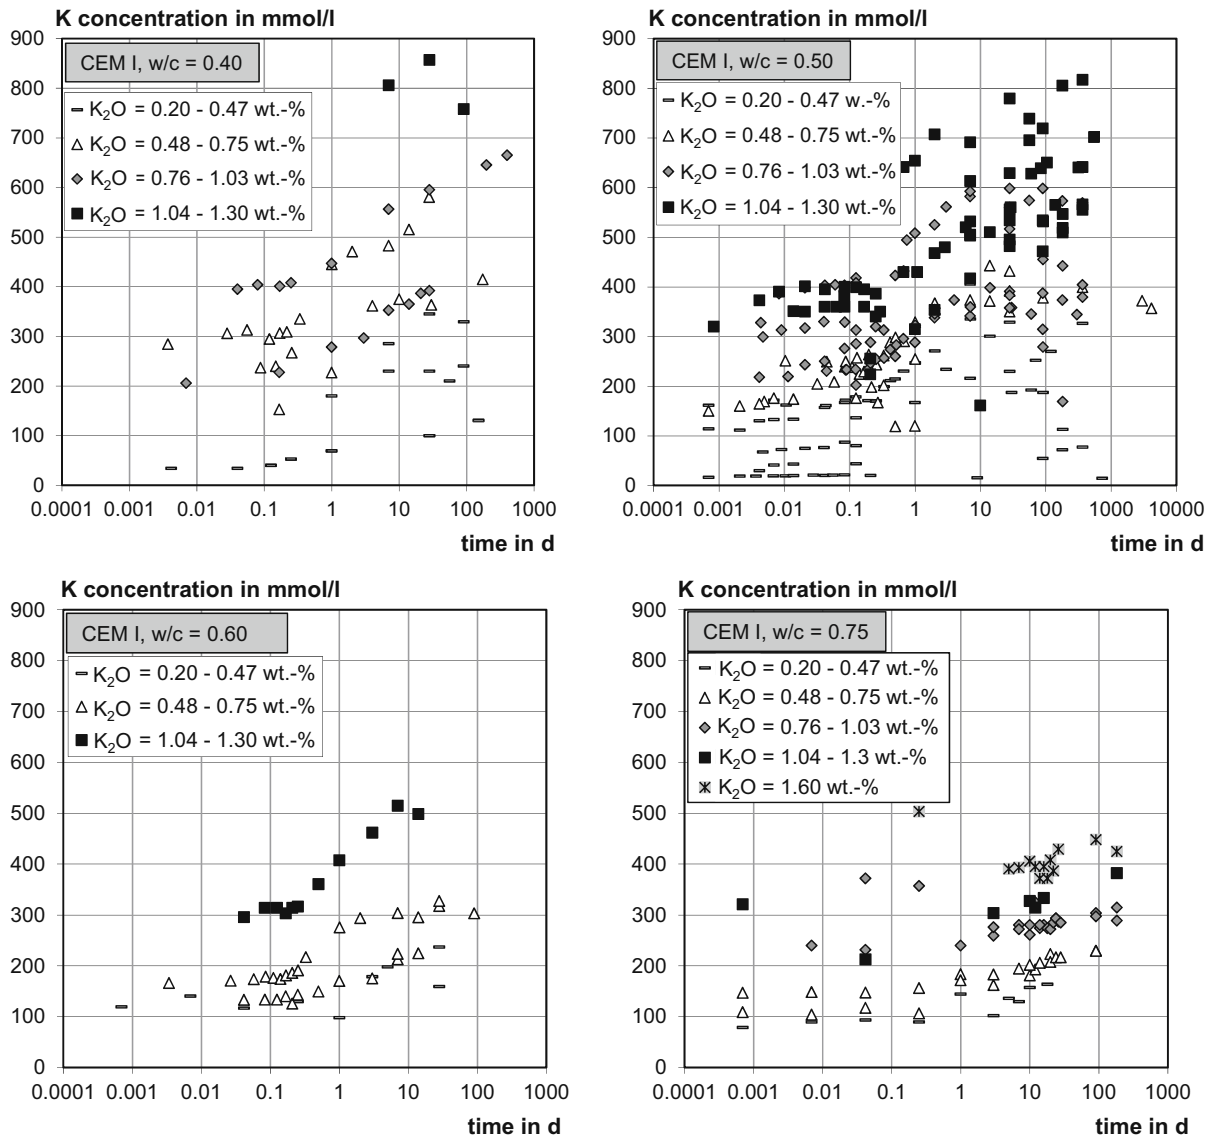 K concentration in mmol/l
900
800
700
600
500
400
300
200
100
0
CEM I, w/c = 0.40
K₂O = 0.20 - 0.47 wt.-%
K₂O = 0.48 - 0.75 wt.-%
K₂O = 0.76 - 1.03 wt.-%
K₂O = 1.04 - 1.30 wt.-%
0.0001 0.01 0.1 1 10 100 1000
time in d
K concentration in mmol/l
900
800
700
600
500
400
300
200
100
0
CEM I, w/c = 0.50
K₂O = 0.20 - 0.47 w.-%
K₂O = 0.48 - 0.75 wt.-%
K₂O = 0.76 - 1.03 wt.-%
K₂O = 1.04 - 1.30 wt.-%
0.0001 0.001 0.01 0.1 1 10 100 1000 10000
time in d
K concentration in mmol/l
900
800
700
600
500
400
300
200
100
0
CEM I, w/c = 0.60
K₂O = 0.20 - 0.47 wt.-%
K₂O = 0.48 - 0.75 wt.-%
K₂O = 1.04 - 1.30 wt.-%
0.0001 0.001 0.01 0.1 1 10 100 1000
time in d
K concentration in mmol/l
900
800
700
600
500
400
300
200
100
0
CEM I, w/c = 0.75
K₂O = 0.20 - 0.47 wt.-%
K₂O = 0.48 - 0.75 wt.-%
K₂O = 0.76 - 1.03 wt.-%
K₂O = 1.04 - 1.3 wt.-%
K₂O = 1.60 wt.-%
0.0001 0.001 0.01 0.1 1 10 100 1000
time in d